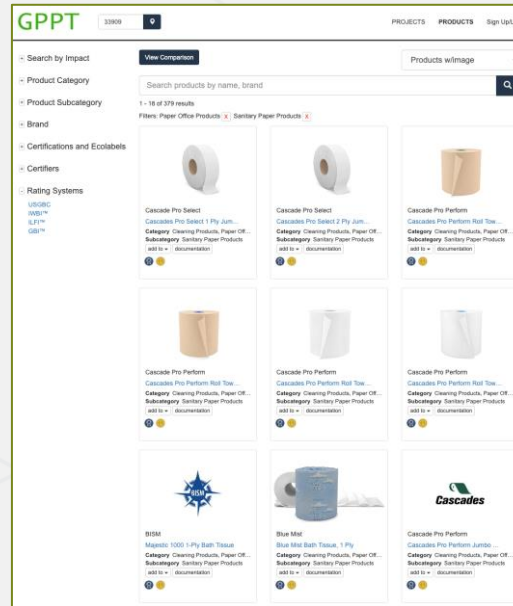 GPPT
33909
PROJECTS PRODUCTS Sign Up/L
Search by Impact
Product Category
Product Subcategory
Brand
Certifications and Ecolabels
Certifiers
Rating Systems
USGBC
IWBI™
ILFI™
GBI™
View Comparison
Products w/image
Search products by name, brand
1 - 18 of 379 results
Filters: Paper Office Products x Sanitary Paper Products x
Cascade Pro Select
Cascades Pro Select 1 Ply Jum...
Category Cleaning Products, Paper Off...
Subcategory Sanitary Paper Products
add to documentation
Cascade Pro Select
Cascades Pro Select 2 Ply Jum...
Category Cleaning Products, Paper Off...
Subcategory Sanitary Paper Products
add to documentation
Cascade Pro Perform
Cascades Pro Perform Roll Tow...
Category Cleaning Products, Paper Off...
Subcategory Sanitary Paper Products
add to documentation
Cascade Pro Perform
Cascades Pro Perform Roll Tow...
Category Cleaning Products, Paper Off...
Subcategory Sanitary Paper Products
add to documentation
Cascade Pro Perform
Cascades Pro Perform Roll Tow...
Category Cleaning Products, Paper Off...
Subcategory Sanitary Paper Products
add to documentation
Cascade Pro Perform
Cascades Pro Perform Roll Tow...
Category Cleaning Products, Paper Off...
Subcategory Sanitary Paper Products
add to documentation
BISM
BISM
Majestic 1000 1-Ply Bath Tissue
Category Cleaning Products, Paper Off...
Subcategory Sanitary Paper Products
add to documentation
Blue Mist
Blue Mist Bath Tissue, 1 Ply
Category Cleaning Products, Paper Off...
Subcategory Sanitary Paper Products
add to documentation
Cascades
Cascade Pro Perform
Cascades Pro Perform Jumbo ...
Category Cleaning Products, Paper Off...
Subcategory Sanitary Paper Products
add to documentation